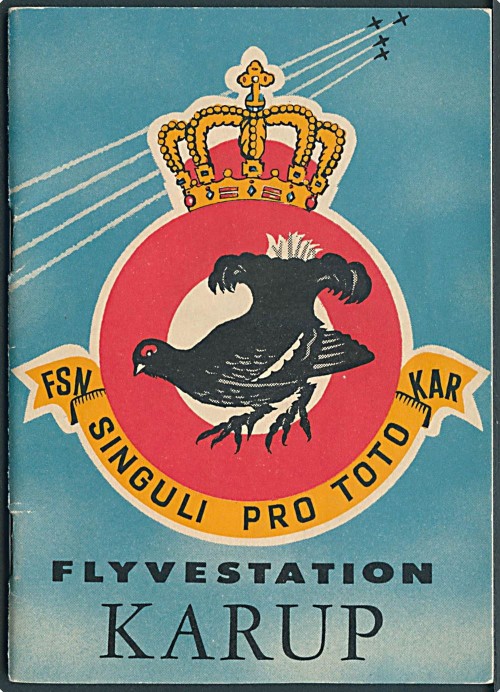 FSN
SINGULI PRO TOTO
KAR
FLYVESTATION
KARUP